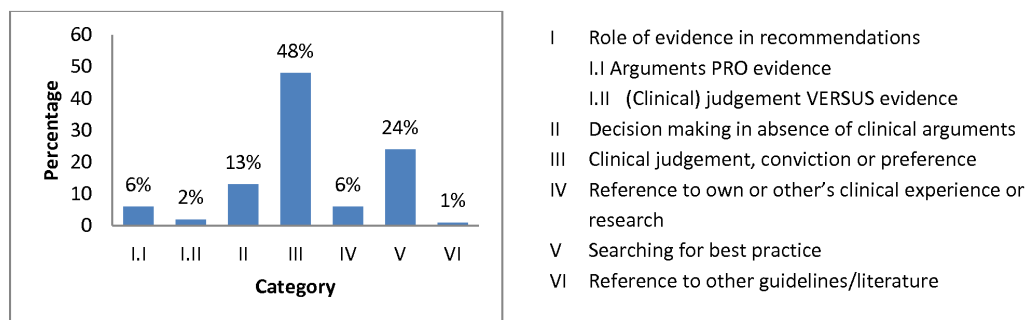 60
50
40
30
20
10
0
Percentage
6%
2%
13%
48%
6%
24%
1%
I.I
I.II
II
III
IV
V
VI
Category
I Role of evidence in recommendations
I.I Arguments PRO evidence
I.II (Clinical) judgement VERSUS evidence
II Decision making in absence of clinical arguments
III Clinical judgement, conviction or preference
IV Reference to own or other's clinical experience or
research
V Searching for best practice
VI Reference to other guidelines/literature